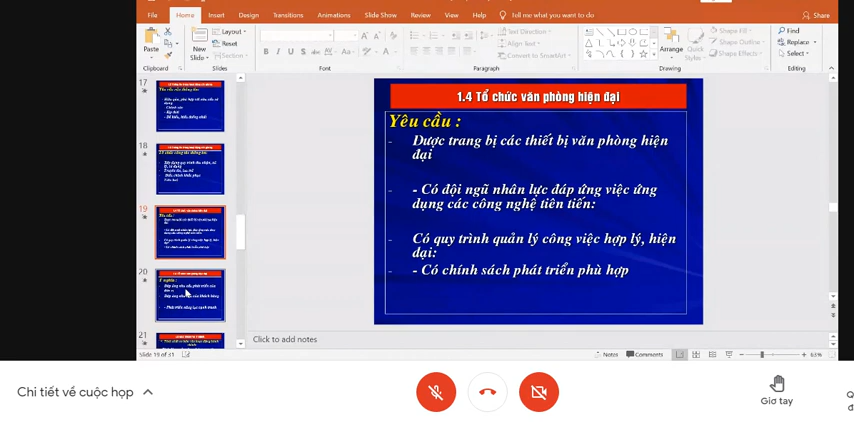 File Home Insert Design Transitions Animations Slide Show Review View Help Tell me what you want to do Share
Paste
New
Slide
Layout
Reset
Section
B I U S
Text Direction
Align Text
Convert to SmartArt
Arrange
Quick
Styles
Shape Fill
Shape Outline
Shape Effects
Find
Replace
Select
Clipboard Slides Font Paragraph Drawing Editing
17
18
19
20
21
1.4 Tổ chức văn phòng hiện đại
Yêu cầu :
- Được trang bị các thiết bị văn phòng hiện
đại
- - Có đội ngũ nhân lực đáp ứng việc ứng
dụng các công nghệ tiên tiến:
- Có quy trình quản lý công việc hợp lý, hiện
đại:
- - Có chính sách phát triển phù hợp
Click to add notes
Slide 19 of 31
Notes Comments 63%
Chi tiết về cuộc họp
Giơ tay